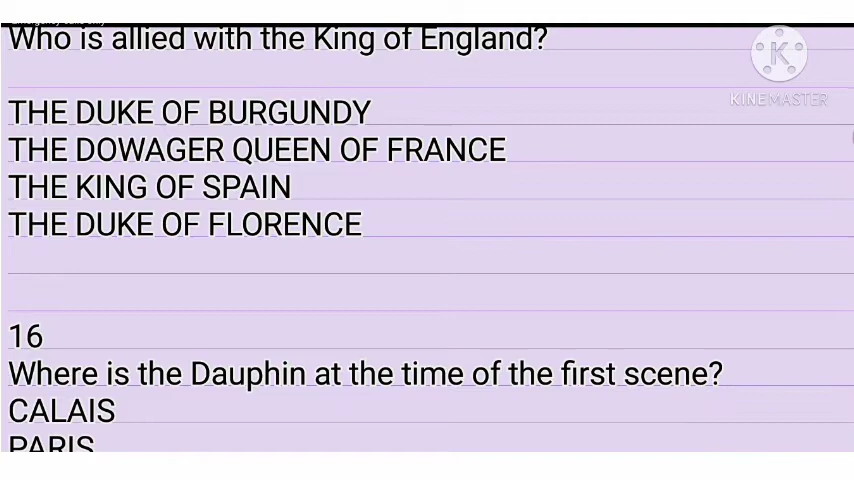 Who is allied with the King of England?
KINEMASTER
THE DUKE OF BURGUNDY
THE DOWAGER QUEEN OF FRANCE
THE KING OF SPAIN
THE DUKE OF FLORENCE
16
Where is the Dauphin at the time of the first scene?
CALAIS
PARIS